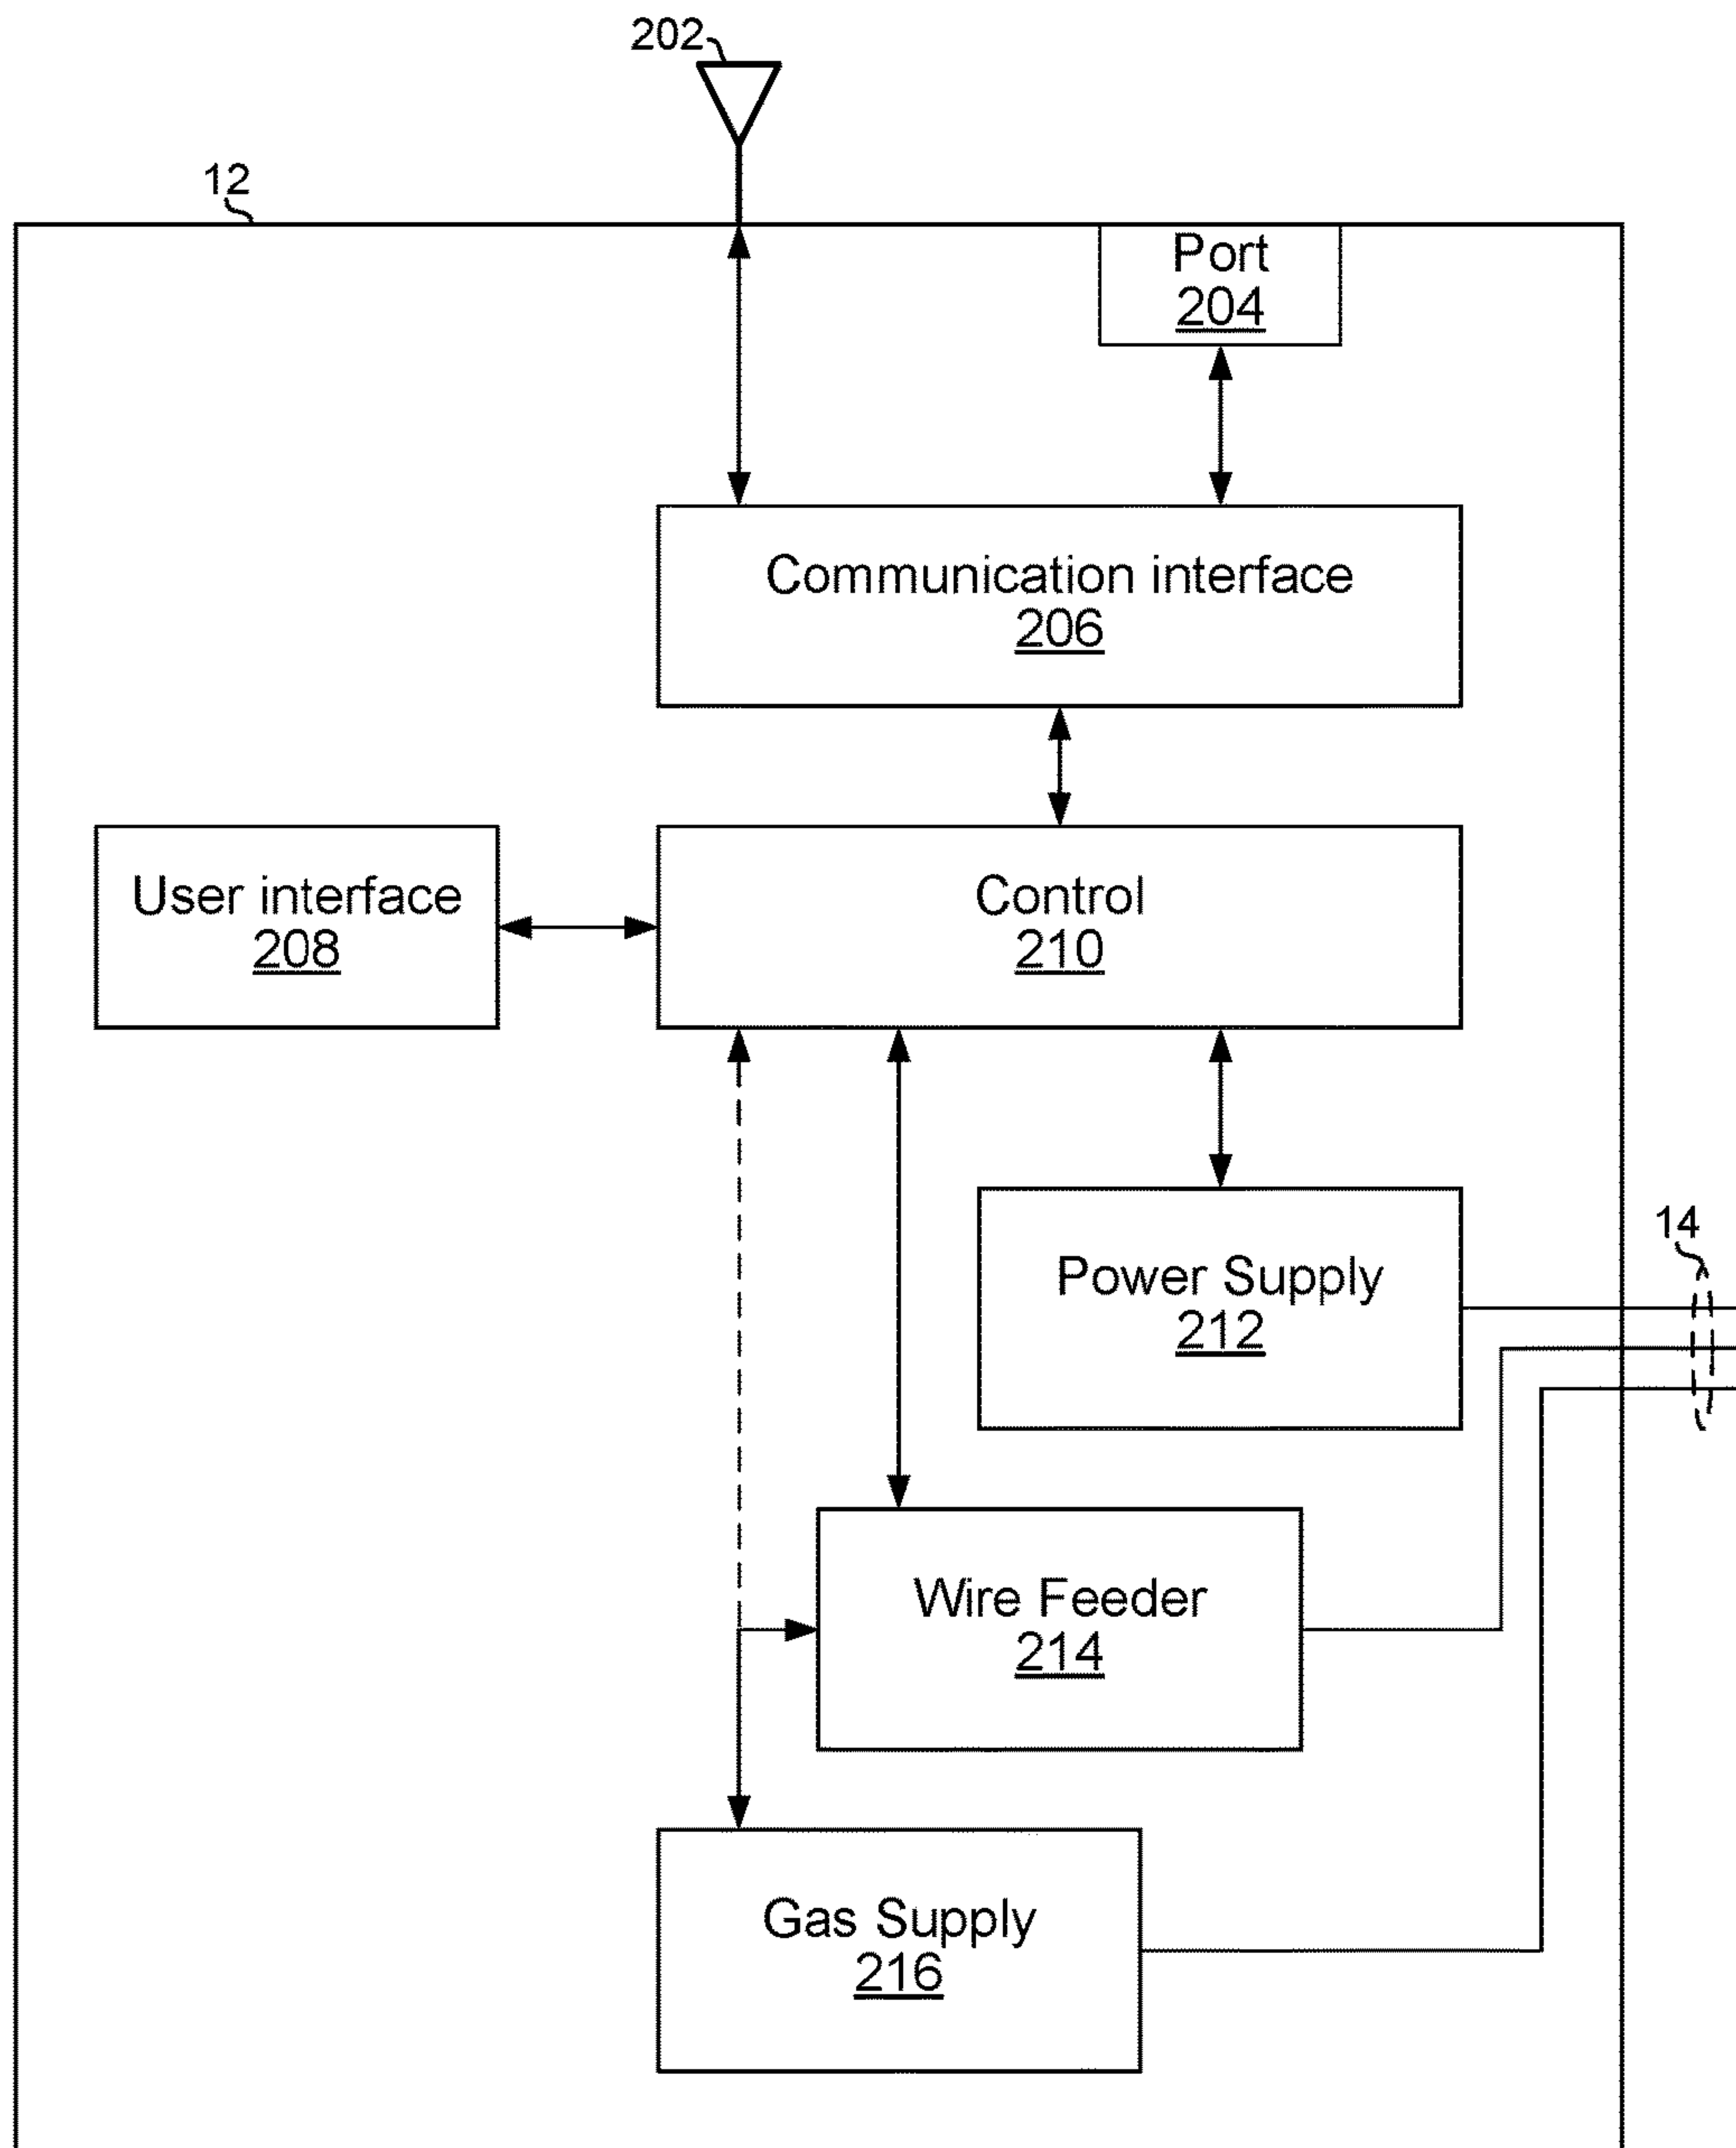 202
12
Port
204
Communication interface
206
User interface
208
Control
210
14
Power Supply
212
Wire Feeder
214
Gas Supply
216